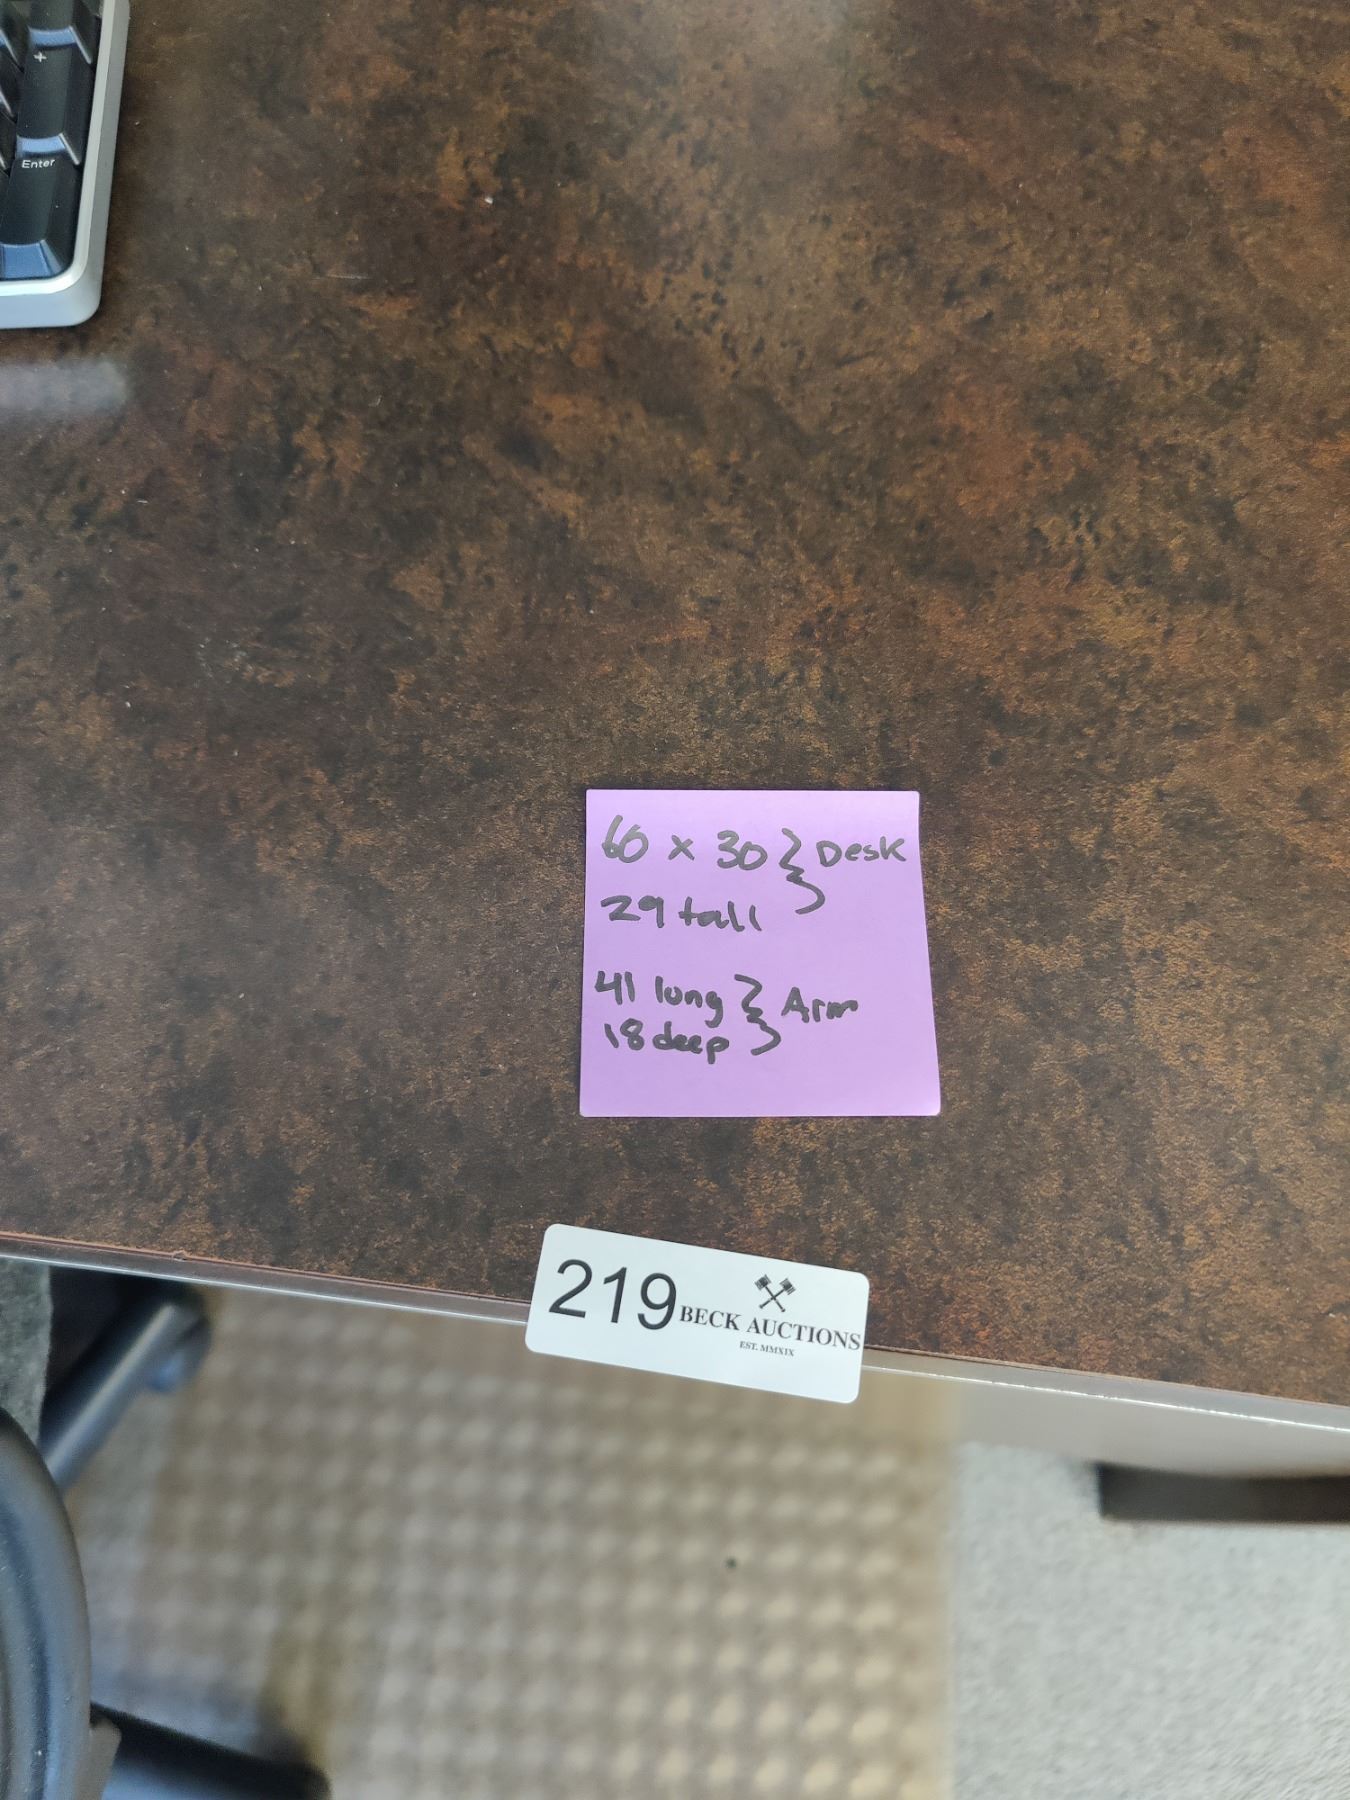 +
Enter
60 x 30 } Desk
29 tall
41 long } Arm
18 deep
219
BECK AUCTIONS
EST. MMXIX